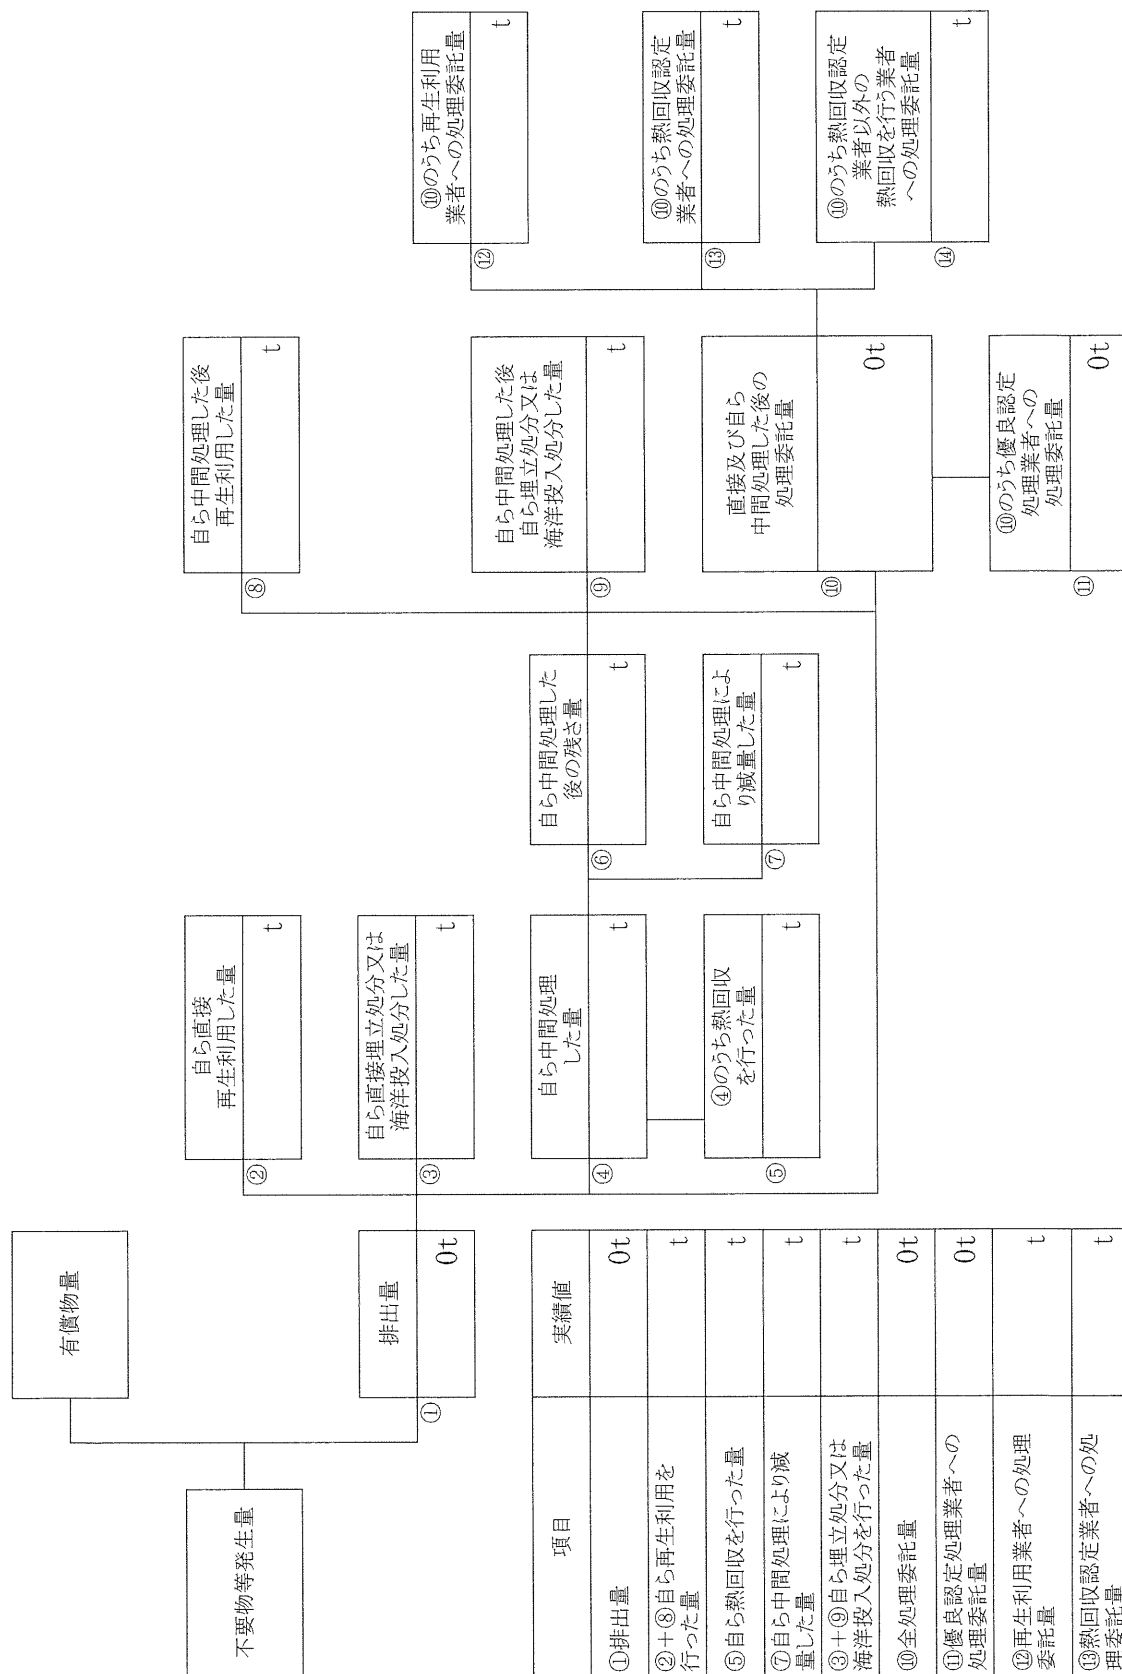 不要物等発生量
有償物量
排出量
①
0t
自ら直接
再生利用した量
②
t
自ら直接埋立処分又は
海洋投入処分した量
③
t
自ら中間処理
した量
④
t
④のうち熱回収
を行った量
⑤
t
自ら中間処理した
後の残さ量
⑥
t
自ら中間処理によ
り減量した量
⑦
t
自ら中間処理した後
再生利用した量
⑧
t
自ら中間処理した後
自ら埋立処分又は
海洋投入処分した量
⑨
t
直接及び自ら
中間処理した後の
処理委託量
⑩
0t
⑩のうち優良認定
処理業者への
処理委託量
⑪
0t
⑩のうち再生利用
業者への処理委託量
⑫
t
⑩のうち熱回収認定
業者への処理委託量
⑬
t
⑩のうち熱回収認定
業者以外の
熱回収を行う業者
への処理委託量
⑭
t
項目
実績値
①排出量
0t
②+⑧自ら再生利用を
行った量
t
⑤自ら熱回収を行った量
t
⑦自ら中間処理により減
量した量
t
③+⑨自ら埋立処分又は
海洋投入処分を行った量
t
⑩全処理委託量
0t
⑪優良認定処理業者への
処理委託量
0t
⑫再生利用業者への処理
委託量
t
⑬熱回収認定業者への処
理委託量
t